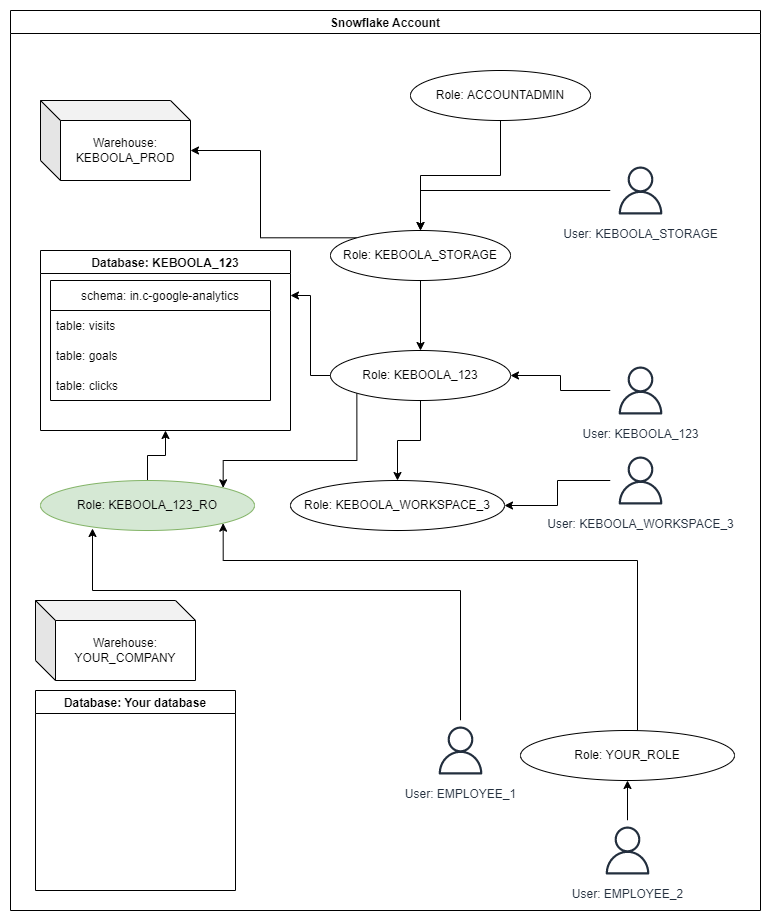 Snowflake Account
Role: ACCOUNTADMIN
Warehouse:
KEBOOLA_PROD
User: KEBOOLA_STORAGE
Role: KEBOOLA_STORAGE
Database: KEBOOLA_123
schema: in.c-google-analytics
table: visits
table: goals
table: clicks
Role: KEBOOLA_123
User: KEBOOLA_123
Role: KEBOOLA_123_RO
Role: KEBOOLA_WORKSPACE_3
User: KEBOOLA_WORKSPACE_3
Warehouse:
YOUR_COMPANY
Database: Your database
Role: YOUR_ROLE
User: EMPLOYEE_1
User: EMPLOYEE_2